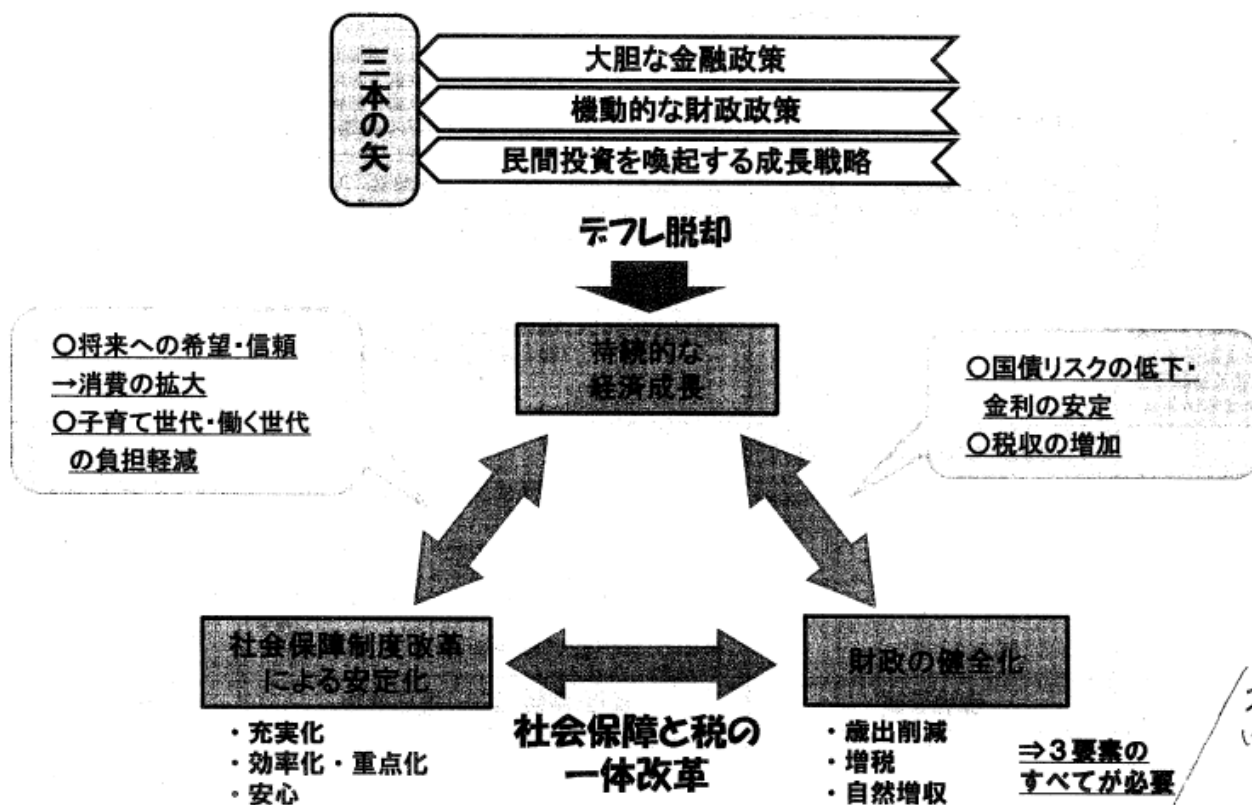 三本の矢
大胆な金融政策
機動的な財政政策
民間投資を喚起する成長戦略
デフレ脱却
持続的な
経済成長
〇将来への希望・信頼
→消費の拡大
〇子育て世代・働く世代
の負担軽減
〇国債リスクの低下・
金利の安定
〇税収の増加
社会保障制度改革
による安定化
・充実化
・効率化・重点化
・安心
社会保障と税の
一体改革
財政の健全化
・歳出削減
・増税
・自然増収
⇒3要素の
すべてが必要